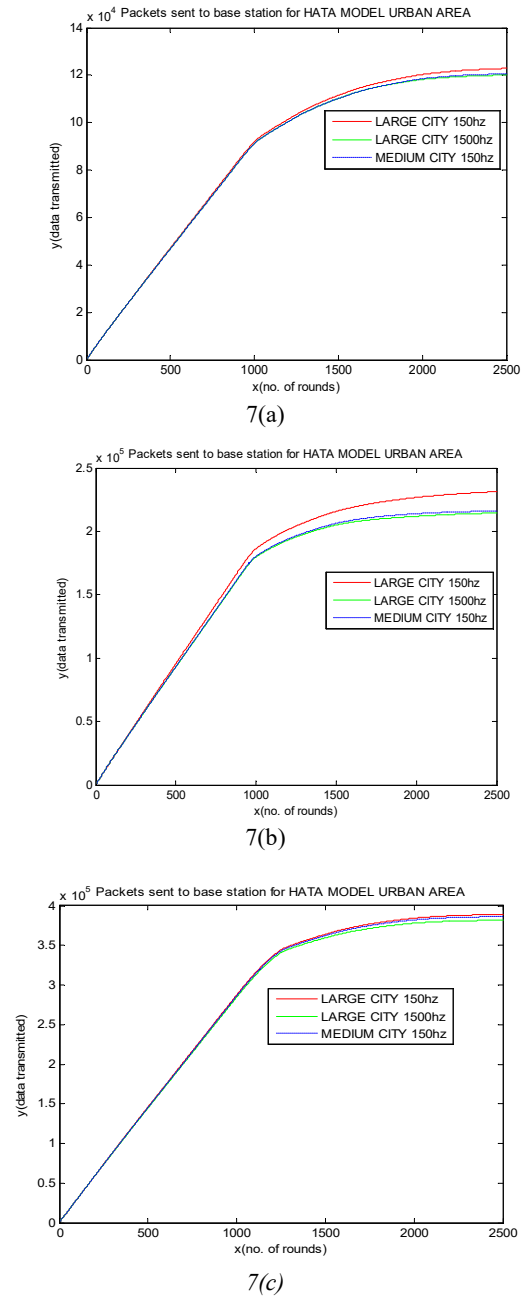 x 10^4 Packets sent to base station for HATA MODEL URBAN AREA
14
12
10
8
6
4
2
0
y(data transmitted)
LARGE CITY 150hz
LARGE CITY 1500hz
MEDIUM CITY 150hz
0 500 1000 1500 2000 2500
x(no. of rounds)
7(a)
x 10^5 Packets sent to base station for HATA MODEL URBAN AREA
2.5
2
1.5
1
0.5
0
y(data transmitted)
LARGE CITY 150hz
LARGE CITY 1500hz
MEDIUM CITY 150hz
0 500 1000 1500 2000 2500
x(no. of rounds)
7(b)
x 10^5 Packets sent to base station for HATA MODEL URBAN AREA
4
3.5
3
2.5
2
1.5
1
0.5
0
y(data transmitted)
LARGE CITY 150hz
LARGE CITY 1500hz
MEDIUM CITY 150hz
0 500 1000 1500 2000 2500
x(no. of rounds)
7(c)